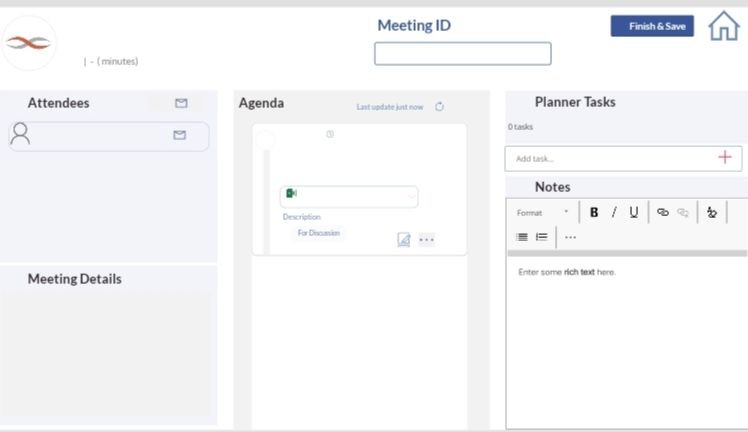 Meeting ID
Finish & Save
| - ( minutes)
Attendees
Agenda
Last update just now
Description
For Discussion
Meeting Details
Planner Tasks
0 tasks
Add task...
Notes
Format
B I U
...
Enter some rich text here.